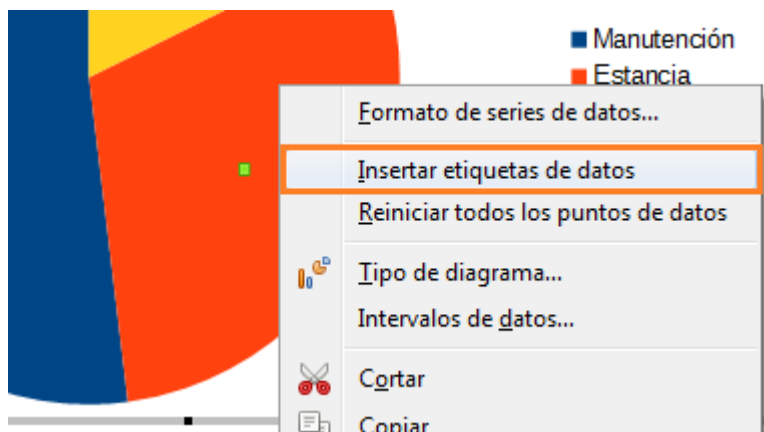 Manutención
Estancia
Formato de series de datos...
Insertar etiquetas de datos
Reiniciar todos los puntos de datos
Tipo de diagrama...
Intervalos de datos...
Cortar
Copiar